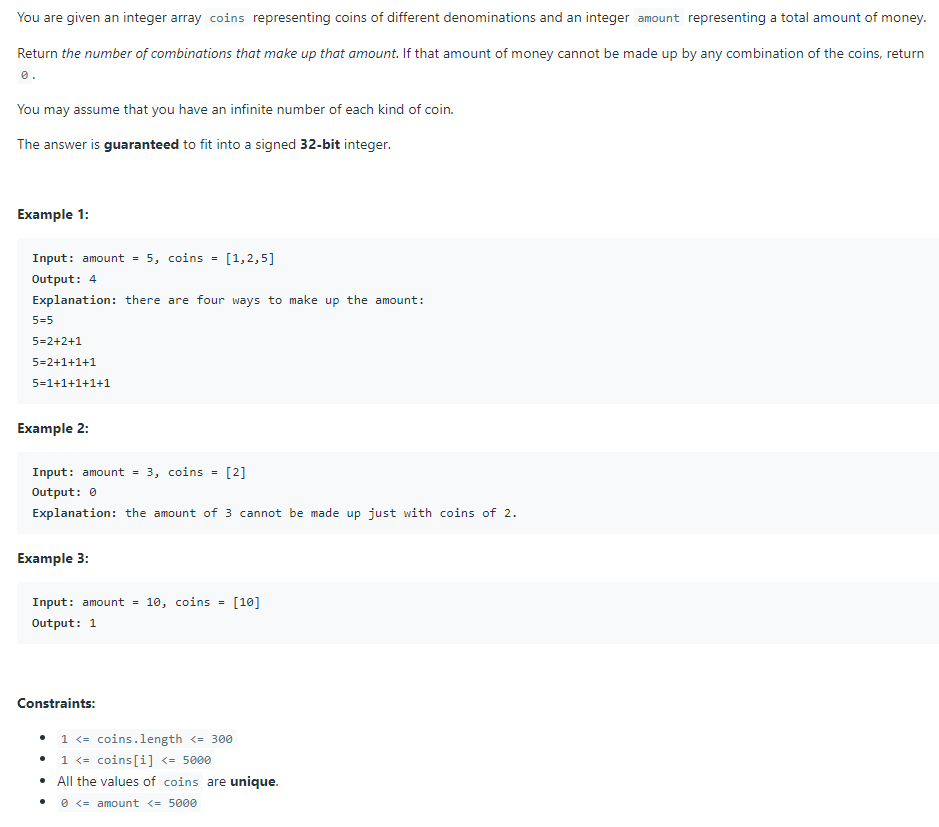 You are given an integer array coins representing coins of different denominations and an integer amount representing a total amount of money.
Return the number of combinations that make up that amount. If that amount of money cannot be made up by any combination of the coins, return
0.
You may assume that you have an infinite number of each kind of coin.
The answer is guaranteed to fit into a signed 32-bit integer.
Example 1:
Input: amount = 5, coins = [1,2,5]
Output: 4
Explanation: there are four ways to make up the amount:
5=5
5=2+2+1
5=2+1+1+1
5=1+1+1+1+1
Example 2:
Input: amount = 3, coins = [2]
Output: 0
Explanation: the amount of 3 cannot be made up just with coins of 2.
Example 3:
Input: amount = 10, coins = [10]
Output: 1
Constraints:
• 1 <= coins.length <= 300
• 1 <= coins[i] <= 5000
• All the values of coins are unique.
• 0 <= amount <= 5000